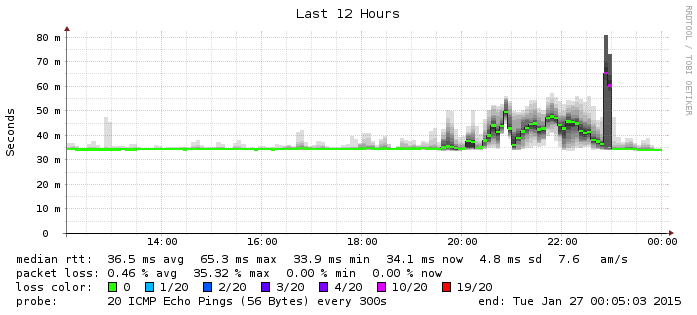 Last 12 Hours
RRDTOOL / TOBI OETIKER
Seconds
80 m
70 m
60 m
50 m
40 m
30 m
20 m
10 m
0
14:00 16:00 18:00 20:00 22:00 00:00
median rtt: 36.5 ms avg 65.3 ms max 33.9 ms min 34.1 ms now 4.8 ms sd 7.6 am/s
packet loss: 0.46 % avg 35.32 % max 0.00 % min 0.00 % now
loss color: 0 1/20 2/20 3/20 4/20 10/20 19/20
probe: 20 ICMP Echo Pings (56 Bytes) every 300s end: Tue Jan 27 00:05:03 2015